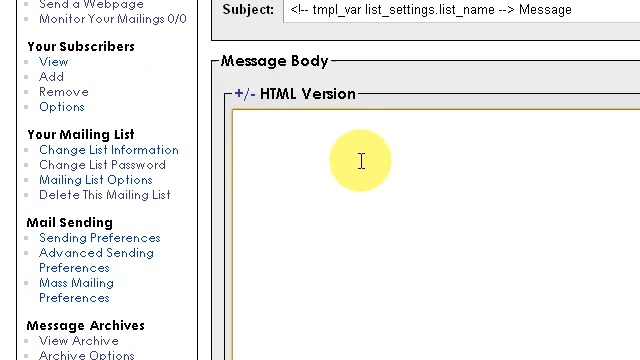 Send a Webpage
Monitor Your Mailings 0/0
Your Subscribers
View
Add
Remove
Options
Your Mailing List
Change List Information
Change List Password
Mailing List Options
Delete This Mailing List
Mail Sending
Sending Preferences
Advanced Sending
Preferences
Mass Mailing
Preferences
Message Archives
View Archive
Archive Options
Subject: <!-- tmpl_var list_settings.list_name --> Message
Message Body
+/- HTML Version